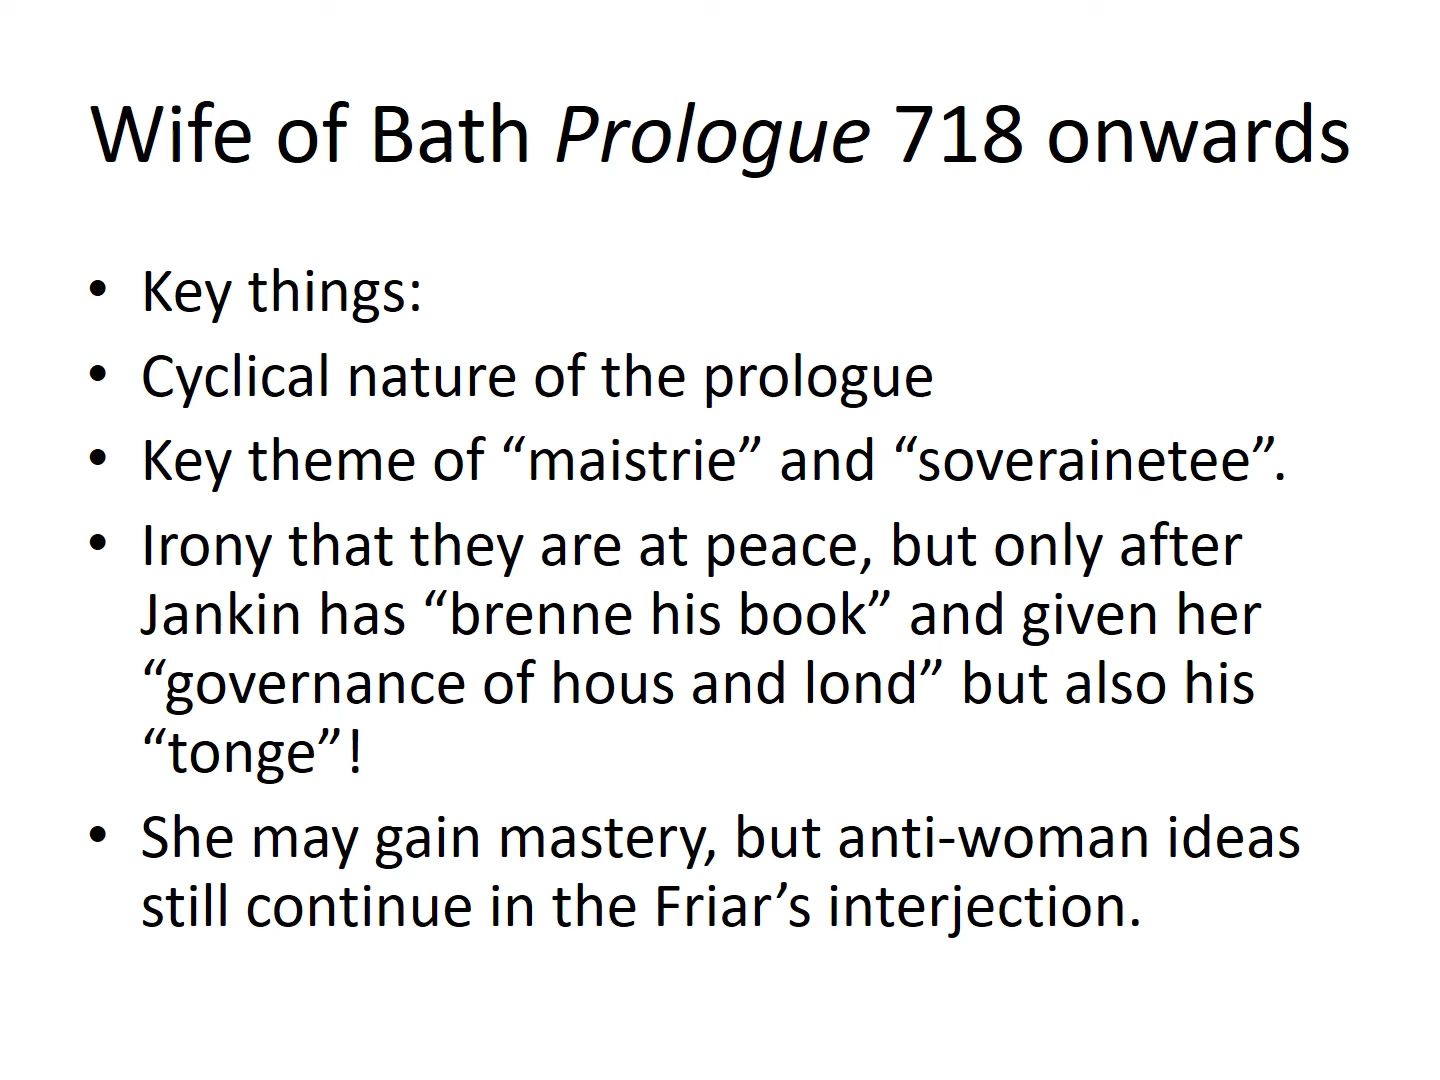 Wife of Bath Prologue 718 onwards
• Key things:
• Cyclical nature of the prologue
• Key theme of “maistrie” and “soverainetee”.
• Irony that they are at peace, but only after
Jankin has “brenne his book” and given her
“governance of hous and lond” but also his
“tonge”!
• She may gain mastery, but anti-woman ideas
still continue in the Friar’s interjection.